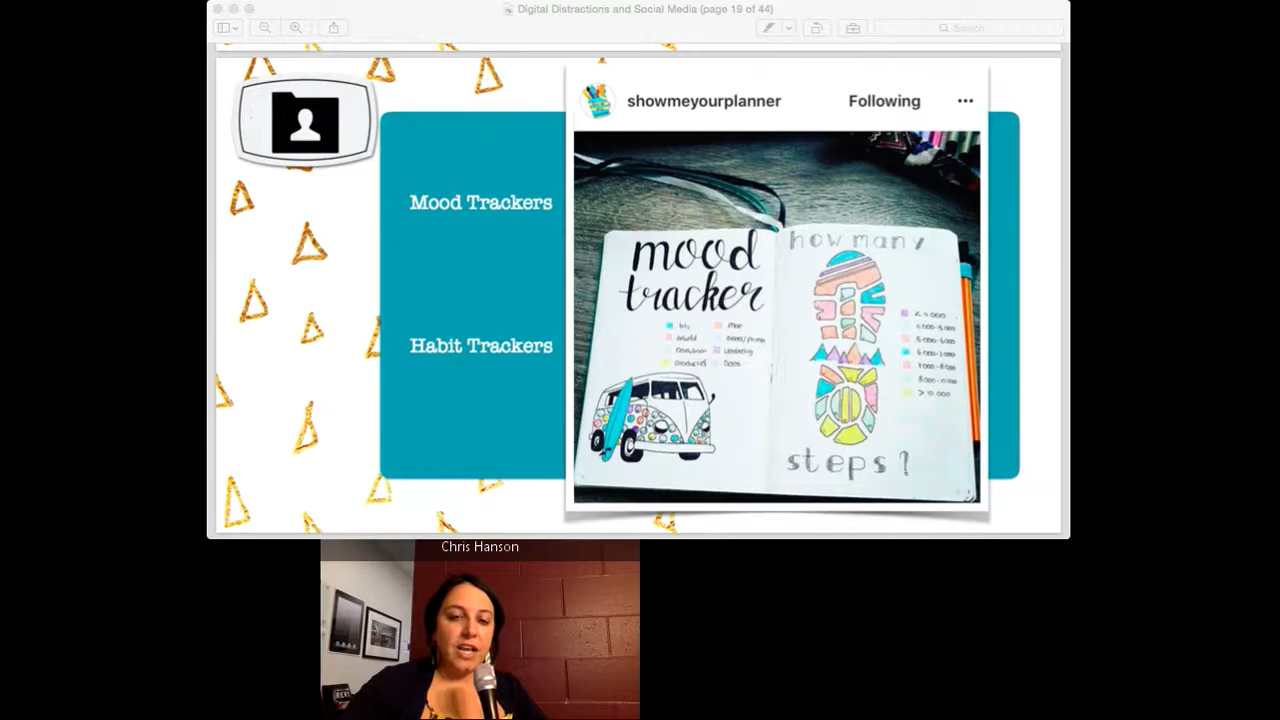 Digital Distractions and Social Media (page 19 of 44)
Search
showmeyourplanner
Following
Mood Trackers
Habit Trackers
mood
tracker
how many
steps?
Chris Hanson